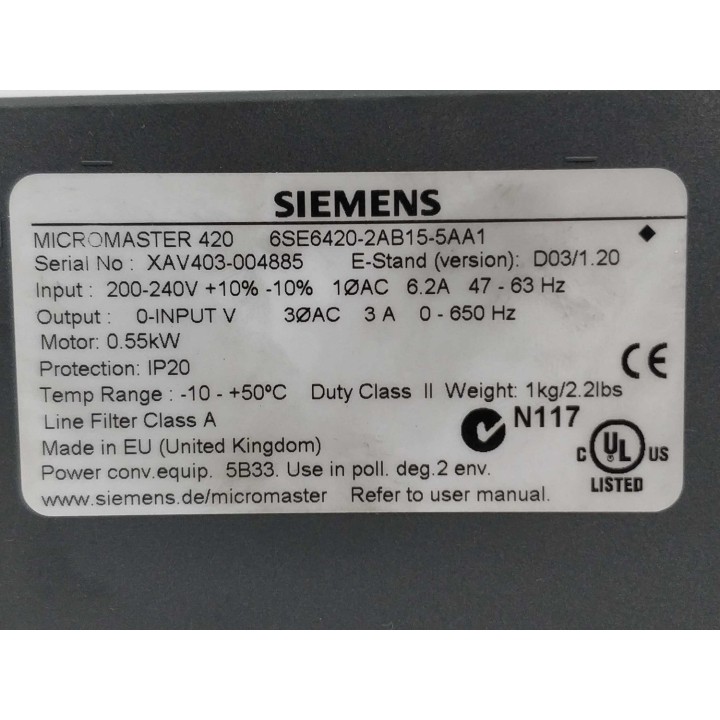 SIEMENS
MICROMASTER 420 6SE6420-2AB15-5AA1
Serial No : XAV403-004885 E-Stand (version): D03/1.20
Input : 200-240V +10% -10% 1ØAC 6.2A 47 - 63 Hz
Output : 0-INPUT V 3ØAC 3 A 0 - 650 Hz
Motor: 0.55kW
Protection: IP20
Temp Range : -10 - +50ºC Duty Class II Weight: 1kg/2.2lbs
Line Filter Class A
Made in EU (United Kingdom)
Power conv.equip. 5B33. Use in poll. deg.2 env.
www.siemens.de/micromaster Refer to user manual.
CE
N117
C UL US
LISTED